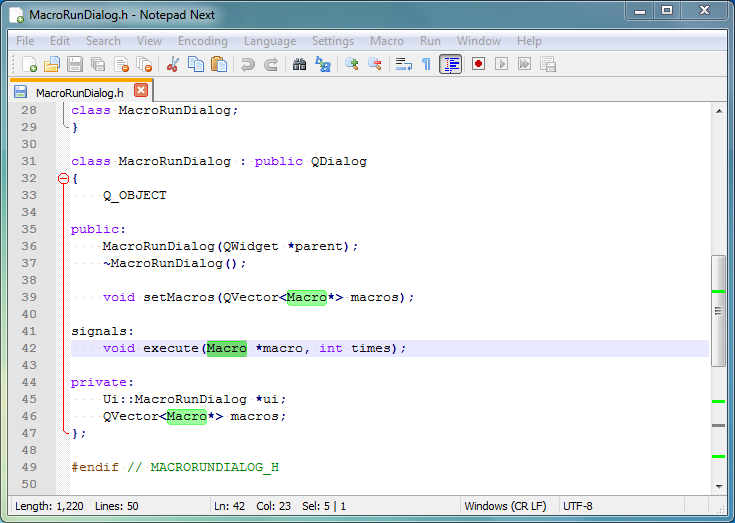 MacroRunDialog.h - Notepad Next
File Edit Search View Encoding Language Settings Macro Run Window Help
MacroRunDialog.h
28 class MacroRunDialog;
29 }
30
31 class MacroRunDialog : public QDialog
32 {
33 Q_OBJECT
34
35 public:
36 MacroRunDialog(QWidget *parent);
37 ~MacroRunDialog();
38
39 void setMacros(QVector<Macro*> macros);
40
41 signals:
42 void execute(Macro *macro, int times);
43
44 private:
45 Ui::MacroRunDialog *ui;
46 QVector<Macro*> macros;
47 };
48
49 #endif // MACRORUNDIALOG_H
50
Length: 1,220 Lines: 50 Ln: 42 Col: 23 Sel: 5 | 1 Windows (CR LF) UTF-8